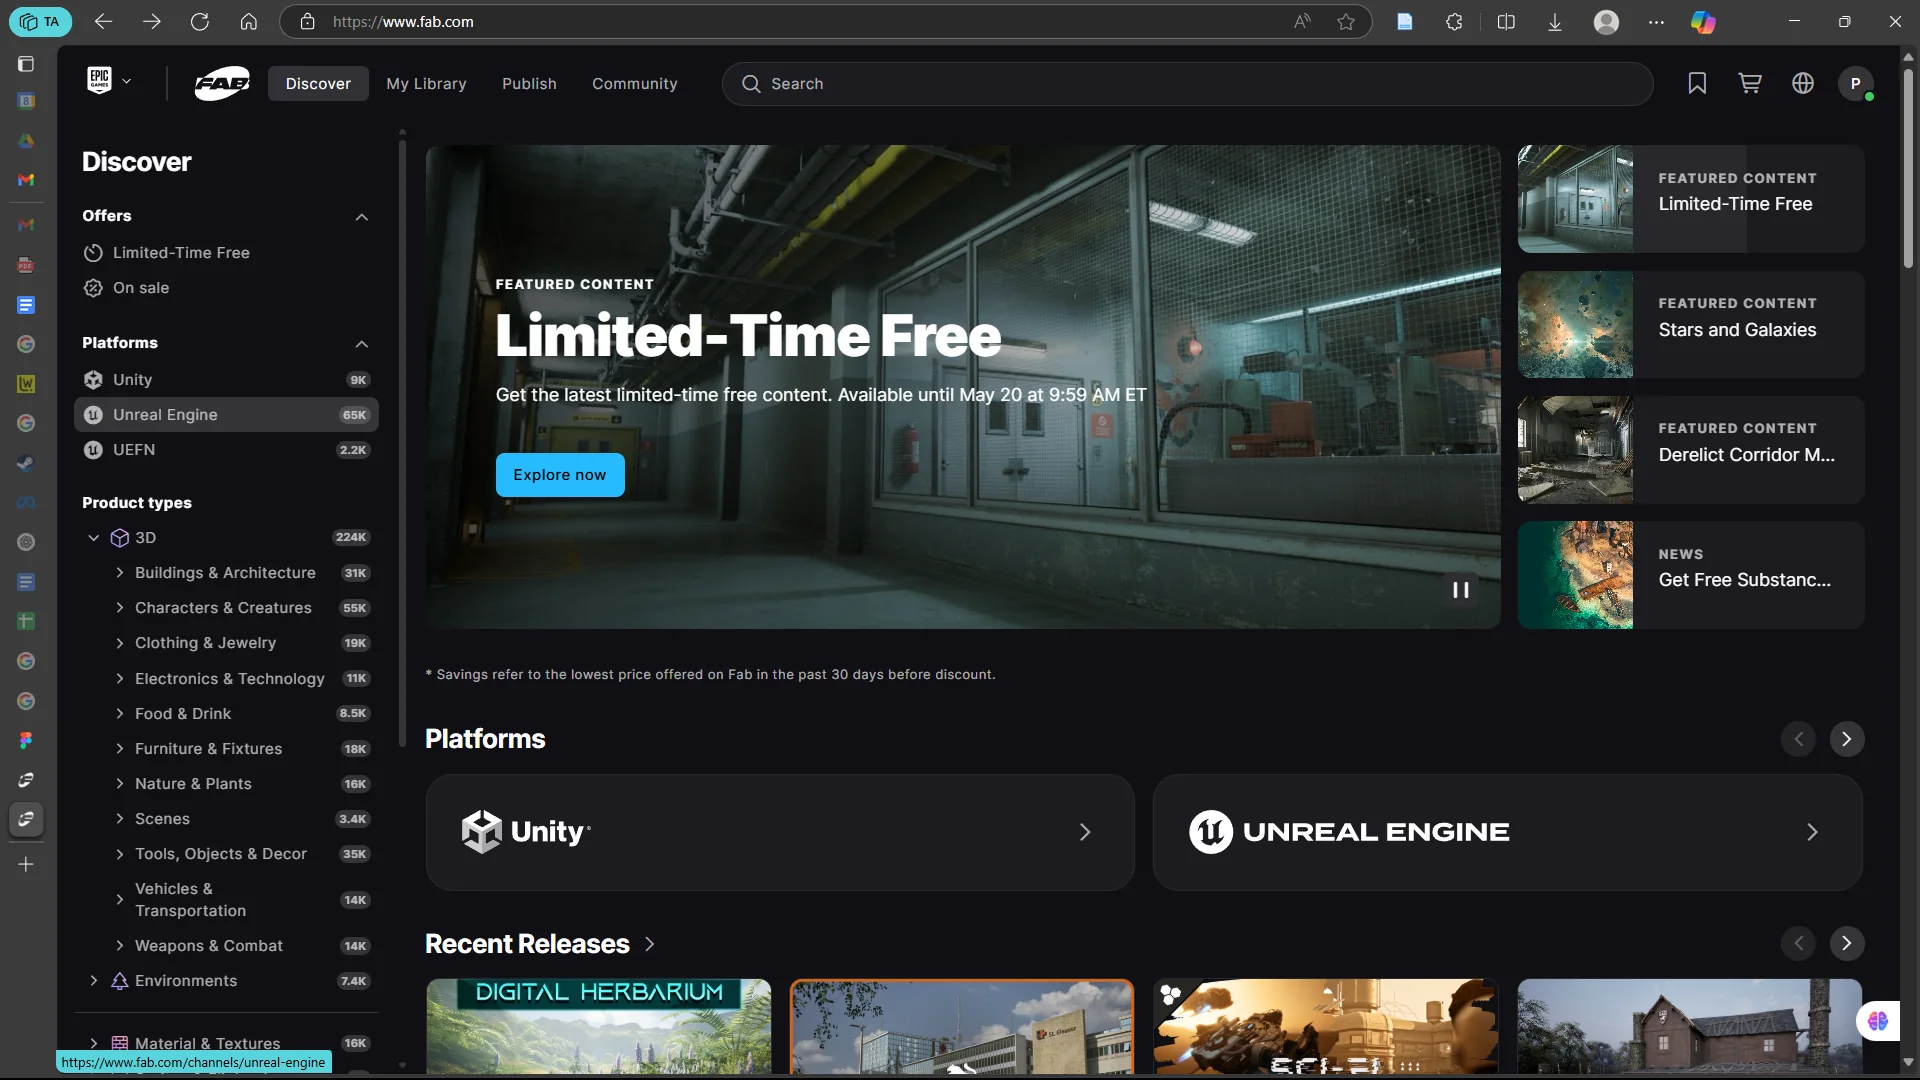 TA
https://www.fab.com
EPIC GAMES
FAB
Discover
My Library
Publish
Community
Search
P
Discover
Offers
Limited-Time Free
On sale
Platforms
Unity 9K
Unreal Engine 65K
UEFN 2.2K
Product types
3D 224K
Buildings & Architecture 31K
Characters & Creatures 55K
Clothing & Jewelry 19K
Electronics & Technology 11K
Food & Drink 8.5K
Furniture & Fixtures 18K
Nature & Plants 16K
Scenes 3.4K
Tools, Objects & Decor 35K
Vehicles &
Transportation 14K
Weapons & Combat 14K
Environments 7.4K
Material & Textures 16K
https://www.fab.com/channels/unreal-engine
FEATURED CONTENT
Limited-Time Free
Get the latest limited-time free content. Available until May 20 at 9:59 AM ET
Explore now
FEATURED CONTENT
Limited-Time Free
FEATURED CONTENT
Stars and Galaxies
FEATURED CONTENT
Derelict Corridor M...
NEWS
Get Free Substanc...
* Savings refer to the lowest price offered on Fab in the past 30 days before discount.
Platforms
Unity
UNREAL ENGINE
Recent Releases
DIGITAL HERBARIUM